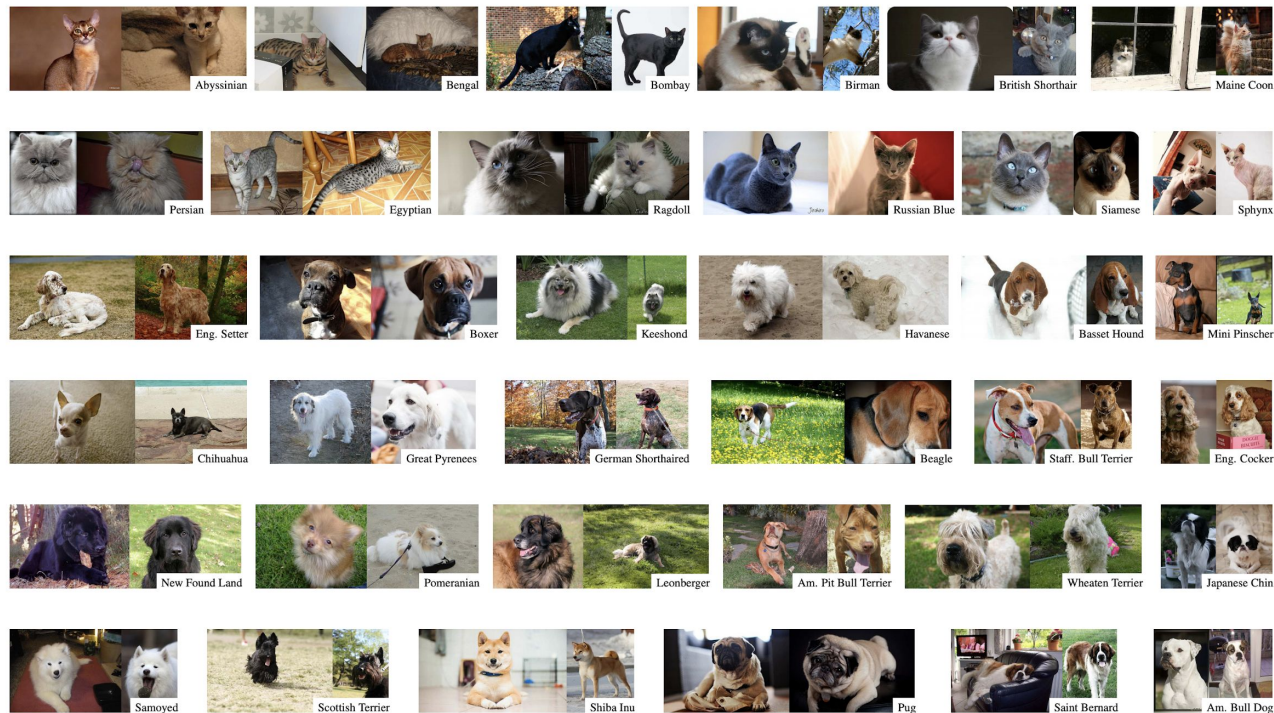 Abyssinian
Bengal
Bombay
Birman
British Shorthair
Maine Coon
Persian
Egyptian
Ragdoll
Russian Blue
Siamese
Sphynx
Eng. Setter
Boxer
Keeshond
Havanese
Basset Hound
Mini Pinscher
Chihuahua
Great Pyrenees
German Shorthaired
Beagle
Staff. Bull Terrier
Eng. Cocker
New Found Land
Pomeranian
Leonberger
Am. Pit Bull Terrier
Wheaten Terrier
Japanese Chin
Samoyed
Scottish Terrier
Shiba Inu
Pug
Saint Bernard
Am. Bull Dog